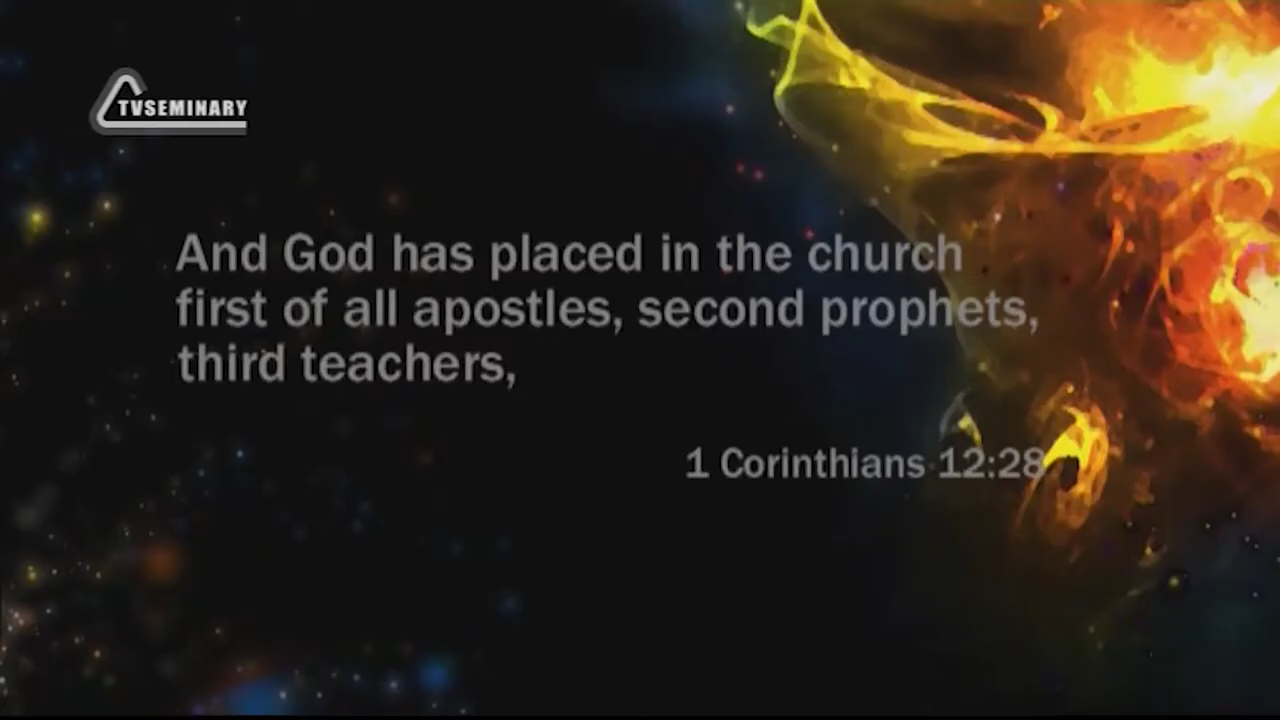 TVSEMINARY
And God has placed in the church
first of all apostles, second prophets,
third teachers,
1 Corinthians 12:28